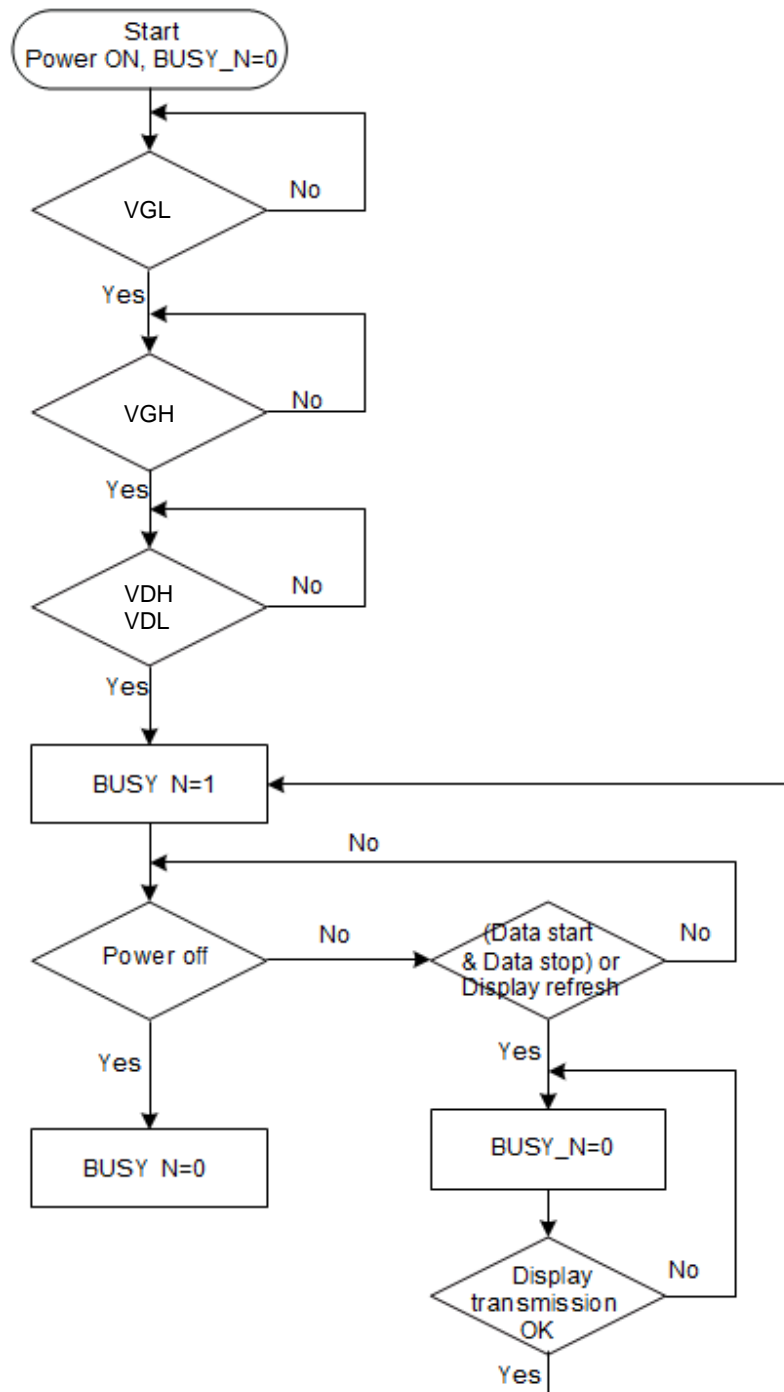 Start
Power ON, BUSY_N=0
No
VGL
Yes
No
VGH
Yes
No
VDH
VDL
Yes
BUSY N=1
No
Power off
No
(Data start
& Data stop) or
Display refresh
No
Yes
Yes
BUSY N=0
BUSY_N=0
Display
transmission
OK
No
Yes